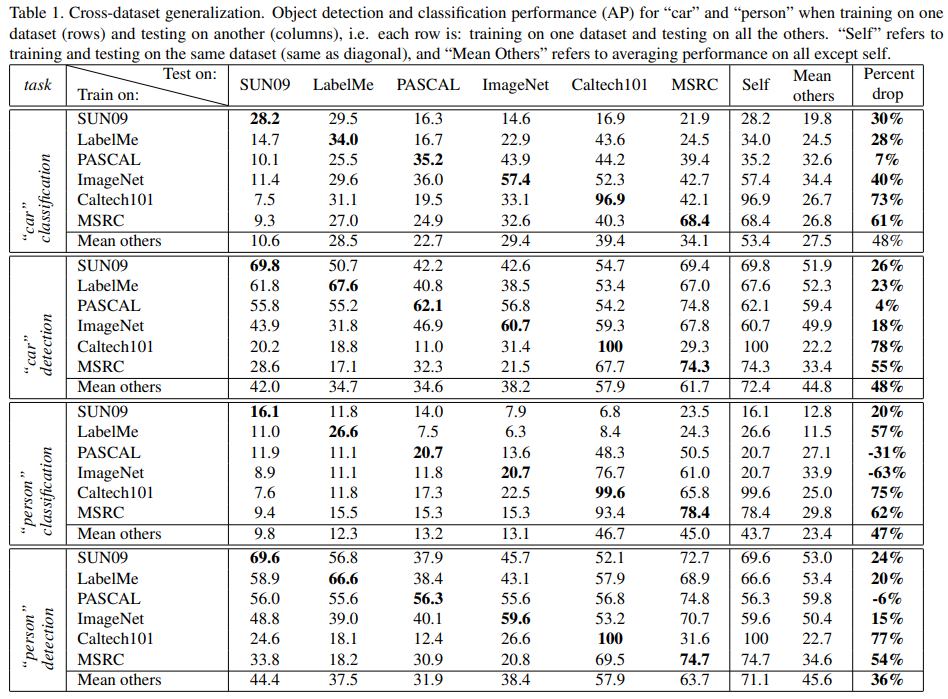 Table 1. Cross-dataset generalization. Object detection and classification performance (AP) for “car” and “person” when training on one
dataset (rows) and testing on another (columns), i.e. each row is: training on one dataset and testing on all the others. “Self” refers to
training and testing on the same dataset (same as diagonal), and “Mean Others” refers to averaging performance on all except self.
task Test on: Train on: SUN09 LabelMe PASCAL ImageNet Caltech101 MSRC Self Mean others Percent drop
“car” classification
SUN09 28.2 29.5 16.3 14.6 16.9 21.9 28.2 19.8 30%
LabelMe 14.7 34.0 16.7 22.9 43.6 24.5 34.0 24.5 28%
PASCAL 10.1 25.5 35.2 43.9 44.2 39.4 35.2 32.6 7%
ImageNet 11.4 29.6 36.0 57.4 52.3 42.7 57.4 34.4 40%
Caltech101 7.5 31.1 19.5 33.1 96.9 42.1 96.9 26.7 73%
MSRC 9.3 27.0 24.9 32.6 40.3 68.4 68.4 26.8 61%
Mean others 10.6 28.5 22.7 29.4 39.4 34.1 53.4 27.5 48%
“car” detection
SUN09 69.8 50.7 42.2 42.6 54.7 69.4 69.8 51.9 26%
LabelMe 61.8 67.6 40.8 38.5 53.4 67.0 67.6 52.3 23%
PASCAL 55.8 55.2 62.1 56.8 54.2 74.8 62.1 59.4 4%
ImageNet 43.9 31.8 46.9 60.7 59.3 67.8 60.7 49.9 18%
Caltech101 20.2 18.8 11.0 31.4 100 29.3 100 22.2 78%
MSRC 28.6 17.1 32.3 21.5 67.7 74.3 74.3 33.4 55%
Mean others 42.0 34.7 34.6 38.2 57.9 61.7 72.4 44.8 48%
“person” classification
SUN09 16.1 11.8 14.0 7.9 6.8 23.5 16.1 12.8 20%
LabelMe 11.0 26.6 7.5 6.3 8.4 24.3 26.6 11.5 57%
PASCAL 11.9 11.1 20.7 13.6 48.3 50.5 20.7 27.1 -31%
ImageNet 8.9 11.1 11.8 20.7 76.7 61.0 20.7 33.9 -63%
Caltech101 7.6 11.8 17.3 22.5 99.6 65.8 99.6 25.0 75%
MSRC 9.4 15.5 15.3 15.3 93.4 78.4 78.4 29.8 62%
Mean others 9.8 12.3 13.2 13.1 46.7 45.0 43.7 23.4 47%
“person” detection
SUN09 69.6 56.8 37.9 45.7 52.1 72.7 69.6 53.0 24%
LabelMe 58.9 66.6 38.4 43.1 57.9 68.9 66.6 53.4 20%
PASCAL 56.0 55.6 56.3 55.6 56.8 74.8 56.3 59.8 -6%
ImageNet 48.8 39.0 40.1 59.6 53.2 70.7 59.6 50.4 15%
Caltech101 24.6 18.1 12.4 26.6 100 31.6 100 22.7 77%
MSRC 33.8 18.2 30.9 20.8 69.5 74.7 74.7 34.6 54%
Mean others 44.4 37.5 31.9 38.4 57.9 63.7 71.1 45.6 36%